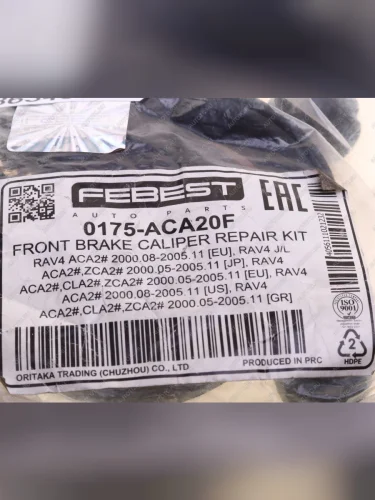 FEBEST
AUTO PARTS
EAC
0175-ACA20F
FRONT BRAKE CALIPER REPAIR KIT
RAV4 ACA2# 2000.08-2005.11 [EU], RAV4 J/L
ACA2#,ZCA2# 2000.05-2005.11 [JP], RAV4
ACA2#,CLA2#,ZCA2# 2000.05-2005.11 [EU], RAV4
ACA2# 2000.08-2005.11 [US], RAV4
ACA2#,CLA2#,ZCA2# 2000.05-2005.11 [GR]
ORITAKA TRADING (CHUZHOU) CO., LTD
PRODUCED IN PRC
ISO
2
HDPE